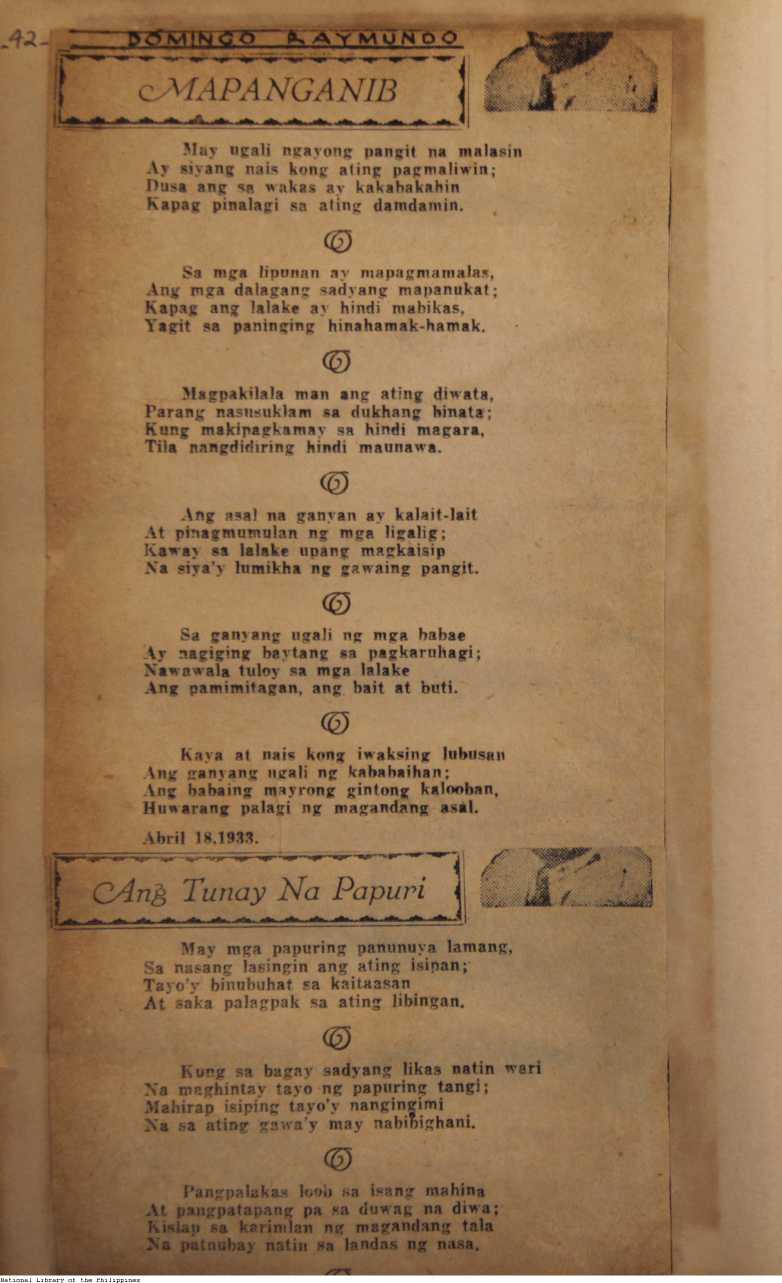 -42-
DOMINGO RAYMUNDO
MAPANGANIB
May ugali ngayong pangit na malasin
Ay siyang nais kong ating pagmaliwin;
Dusa ang sa wakas ay kakabakahin
Kapag pinalagi sa ating damdamin.
Sa mga lipunan ay mapagmamalas,
Ang mga dalagang sadyang mapanukat;
Kapag ang lalake ay hindi mabikas,
Yagit sa paninging hinahamak-hamak.
Magpakilala man ang ating diwata,
Parang nasusuklam sa dukhang binata;
Kung makipagkamay sa hindi magara,
Tila nangdidiring hindi maunawa.
Ang asal na ganyan ay kalait-lait
At pinagmumulan ng mga ligalig;
Kaway sa lalake upang magkaisip
Na siya'y lumikha ng gawaing pangit.
Sa ganyang ugali ng mga babae
Ay nagiging baytang sa pagkaruhagi;
Nawawala tuloy sa mga lalake
Ang pamimitagan, ang bait at buti.
Kaya at nais kong iwaksing lubusan
Ang ganyang ugali ng kababaihan;
Ang babaing mayrong gintong kalooban,
Huwarang palagi ng magandang asal.
Abril 18,1933.
Ang Tunay Na Papuri
May mga papuring panunuya lamang,
Sa nasang lasingin ang ating isipan;
Tayo'y binubuhat sa kaitaasan
At saka palagpak sa ating libingan.
Kung sa bagay sadyang likas natin wari
Na maghintay tayo ng papuring tangi;
Mahirap isiping tayo'y nangingimi
Na sa ating gawa'y may nabibighani.
Pangpalakas loob sa isang mahina
At pangpatapang pa sa duwag na diwa;
Kislap sa karimlan ng magandang tala
Na patnubay natin sa landas ng nasa.
National Library of the Philippines